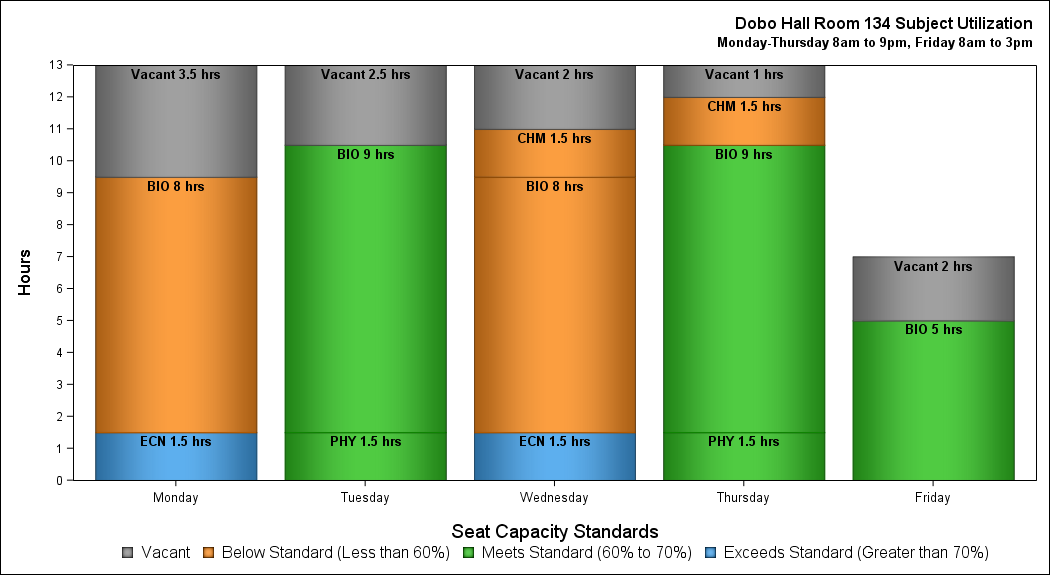 Dobo Hall Room 134 Subject Utilization
Monday-Thursday 8am to 9pm, Friday 8am to 3pm
Hours
13
12
11
10
9
8
7
6
5
4
3
2
1
0
Vacant 3.5 hrs
BIO 8 hrs
ECN 1.5 hrs
Vacant 2.5 hrs
BIO 9 hrs
PHY 1.5 hrs
Vacant 2 hrs
CHM 1.5 hrs
BIO 8 hrs
ECN 1.5 hrs
Vacant 1 hrs
CHM 1.5 hrs
BIO 9 hrs
PHY 1.5 hrs
Vacant 2 hrs
BIO 5 hrs
Monday Tuesday Wednesday Thursday Friday
Seat Capacity Standards
Vacant Below Standard (Less than 60%) Meets Standard (60% to 70%) Exceeds Standard (Greater than 70%)